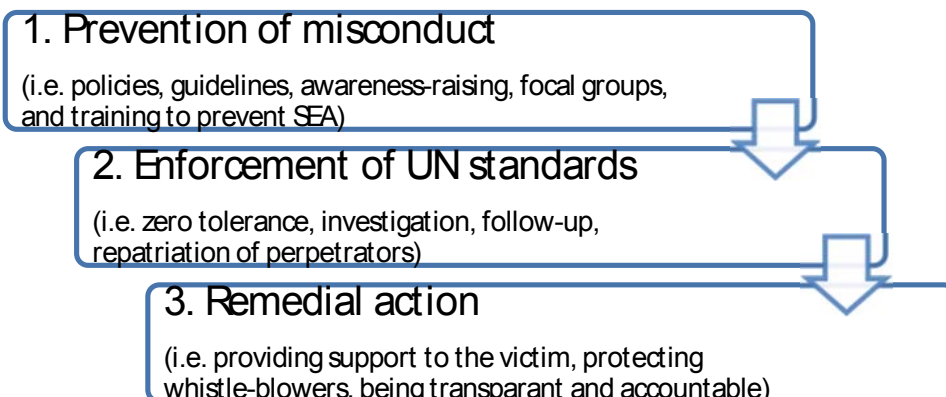 1. Prevention of misconduct
(i.e. policies, guidelines, awareness-raising, focal groups,
and training to prevent SEA)
2. Enforcement of UN standards
(i.e. zero tolerance, investigation, follow-up,
repatriation of perpetrators)
3. Remedial action
(i.e. providing support to the victim, protecting
whistle-blowers, being transparant and accountable)